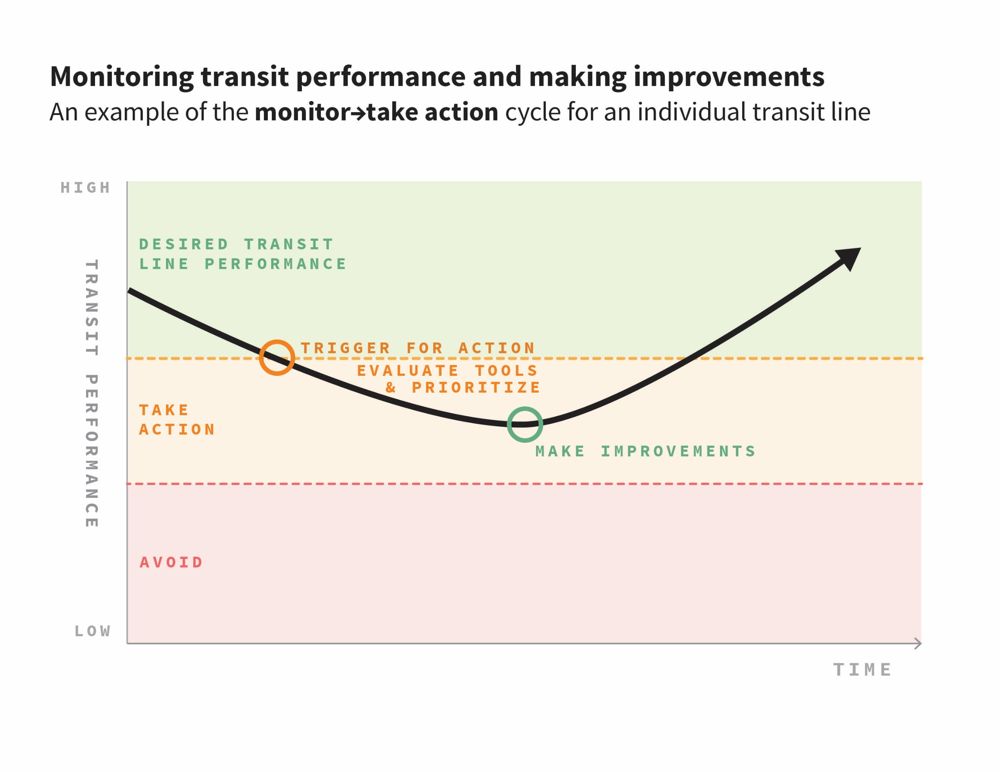 Monitoring transit performance and making improvements
An example of the monitor→take action cycle for an individual transit line
HIGH
DESIRED TRANSIT
LINE PERFORMANCE
TRANSIT PERFORMANCE
TRIGGER FOR ACTION
EVALUATE TOOLS
& PRIORITIZE
TAKE
ACTION
MAKE IMPROVEMENTS
AVOID
LOW
TIME